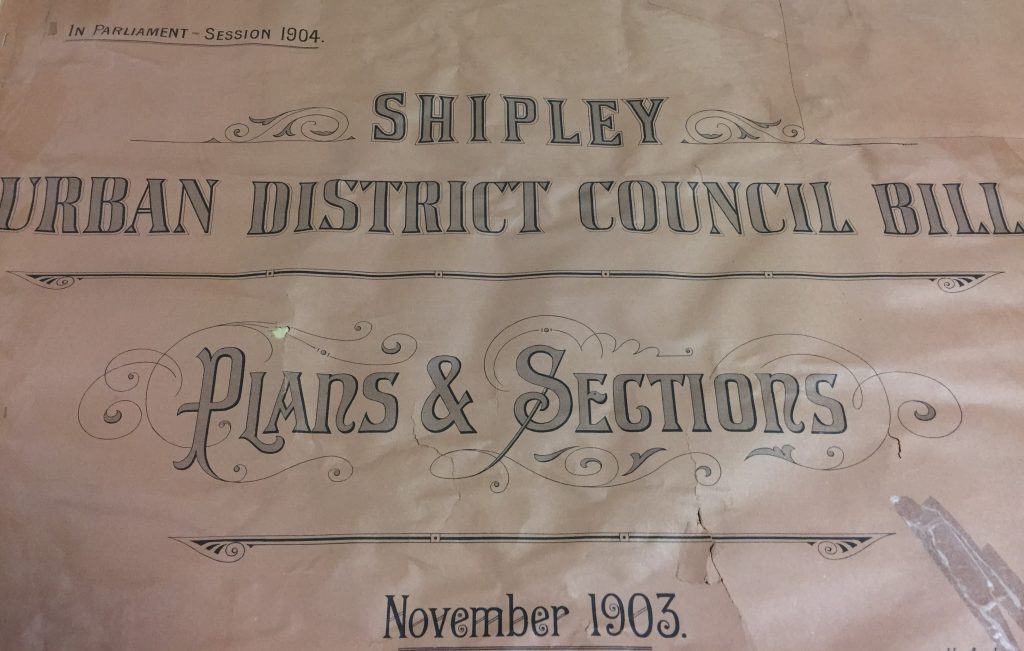 IN PARLIAMENT – SESSION 1904.
SHIPLEY
URBAN DISTRICT COUNCIL BILL
PLANS & SECTIONS
November 1903.